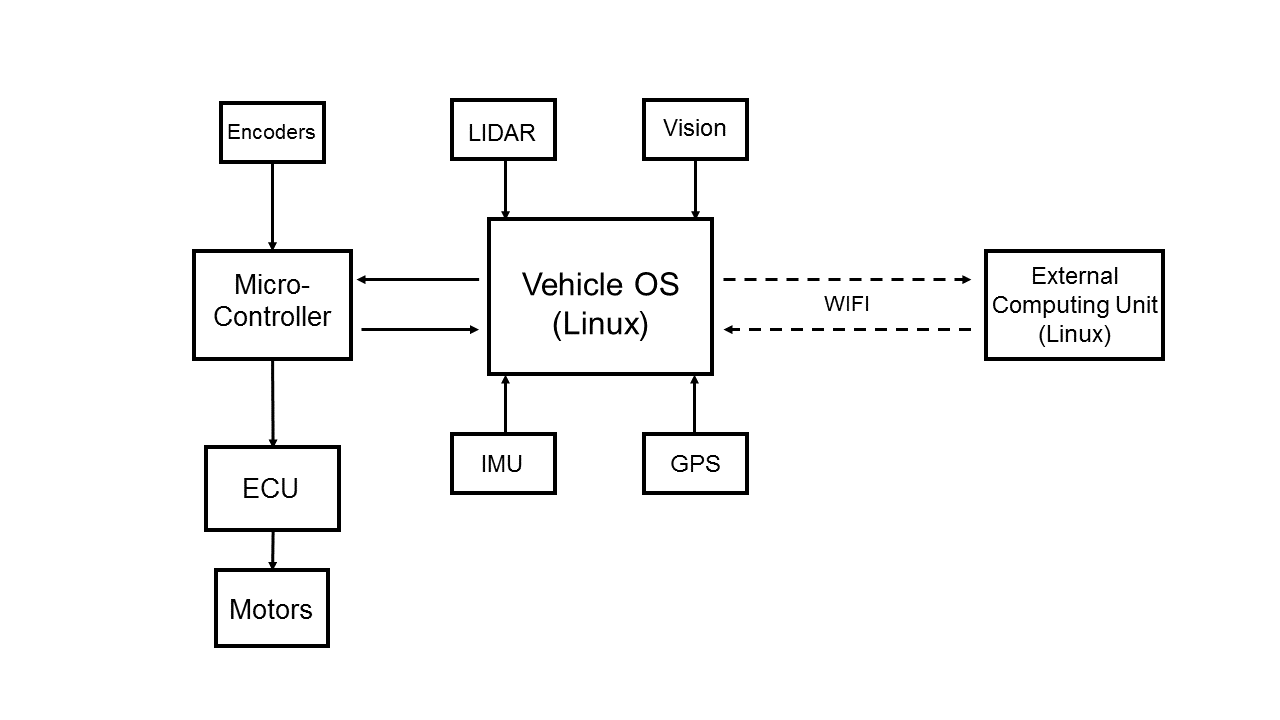 Encoders
LIDAR
Vision
Micro-
Controller
Vehicle OS
(Linux)
WIFI
External
Computing Unit
(Linux)
IMU
GPS
ECU
Motors